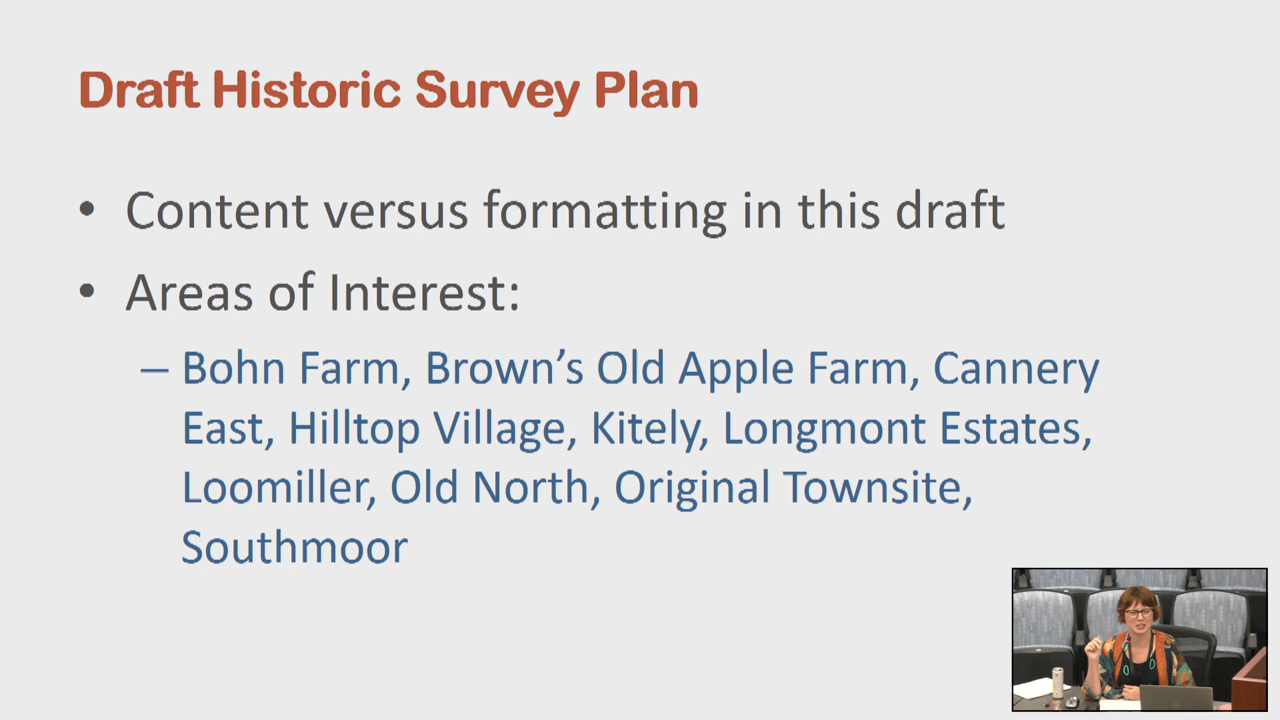 Draft Historic Survey Plan
• Content versus formatting in this draft
• Areas of Interest:
– Bohn Farm, Brown’s Old Apple Farm, Cannery
East, Hilltop Village, Kitely, Longmont Estates,
Loomiller, Old North, Original Townsite,
Southmoor